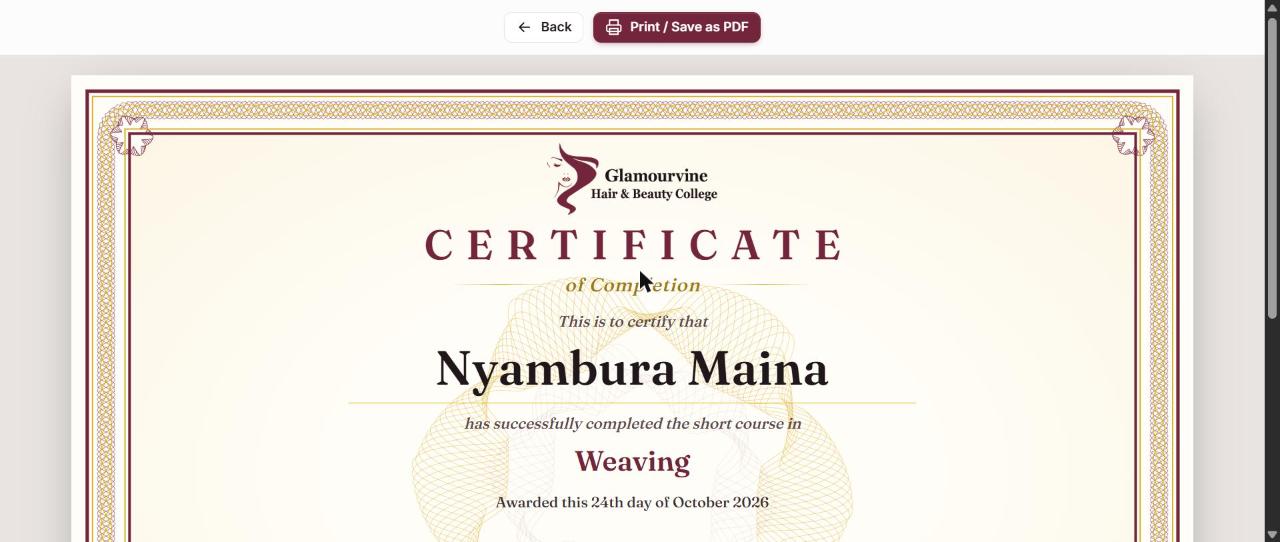 Back
Print / Save as PDF
Glamourvine
Hair & Beauty College
CERTIFICATE
of Completion
This is to certify that
Nyambura Maina
has successfully completed the short course in
Weaving
Awarded this 24th day of October 2026